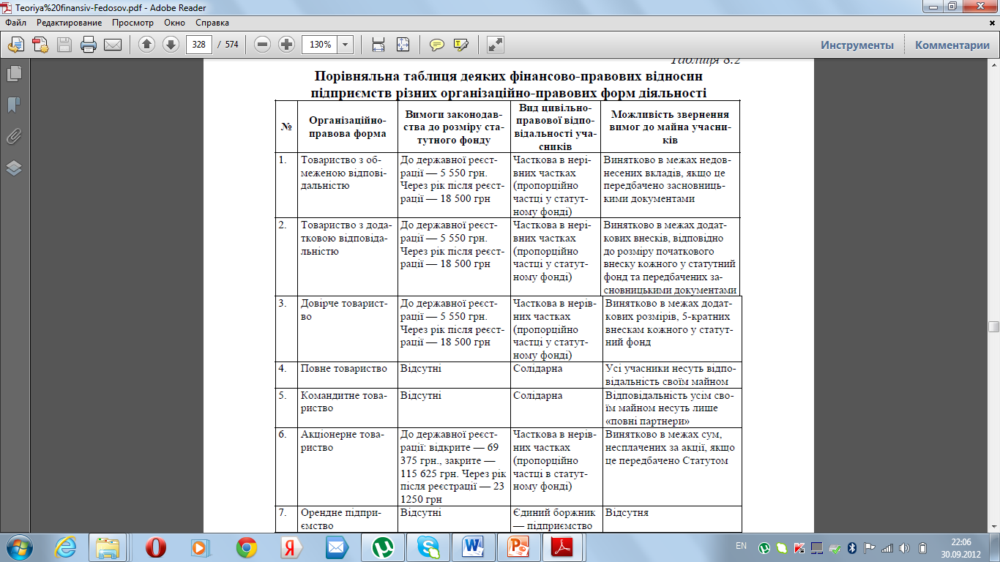 Teoriya%20finansiv-Fedosov.pdf - Adobe Reader
Файл Редактирование Просмотр Окно Справка
328 / 574 130% Инструменты Комментарии
Таблиця 8.2
Порівняльна таблиця деяких фінансово-правових відносин
підприємств різних організаційно-правових форм діяльності
№
Організаційно-
правова форма
Вимоги законодав-
ства до розміру ста-
тутного фонду
Вид цивільно-
правової відпо-
відальності уча-
сників
Можливість звернення
вимог до майна учасни-
ків
1.
Товариство з об-
меженою відпові-
дальністю
До державної реєст-
рації — 5 550 грн.
Через рік після реєст-
рації — 18 500 грн
Часткова в нері-
вних частках
(пропорційно
частці у статут-
ному фонді)
Винятково в межах недов-
несених вкладів, якщо це
передбачено засновниць-
кими документами
2.
Товариство з дода-
тковою відповіда-
льністю
До державної реєст-
рації — 5 550 грн.
Через рік після реєст-
рації — 18 500 грн
Часткова в нері-
вних частках
(пропорційно
частці у статут-
ному фонді)
Винятково в межах додат-
кових внесків, відповідно
до розміру початкового
внеску кожного у статутний
фонд та передбачених за-
сновницькими документами
3.
Довірче товарист-
во
До державної реєст-
рації — 5 550 грн.
Через рік після реєст-
рації — 18 500 грн
Часткова в нерів-
них частках
(пропорційно
частці у статут-
ному фонді)
Винятково в межах додат-
кових розмірів, 5-кратних
внескам кожного у статут-
ний фонд
4.
Повне товариство
Відсутні
Солідарна
Усі учасники несуть відпо-
відальність своїм майном
5.
Командитне това-
риство
Відсутні
Солідарна
Відповідальність усім сво-
їм майном несуть лише
«повні партнери»
6.
Акціонерне това-
риство
До державної реєст-
рації: відкрите — 69
375 грн., закрите —
115 625 грн. Через рік
після реєстрації — 23
1250 грн
Часткова в нерів-
них частках
(пропорційно
частці в статут-
ному фонді)
Винятково в межах сум,
несплачених за акції, якщо
це передбачено Статутом
7.
Орендне підпри-
ємство
Відсутні
Єдиний боржник
— підприємство
Відсутня
EN
22:06
30.09.2012